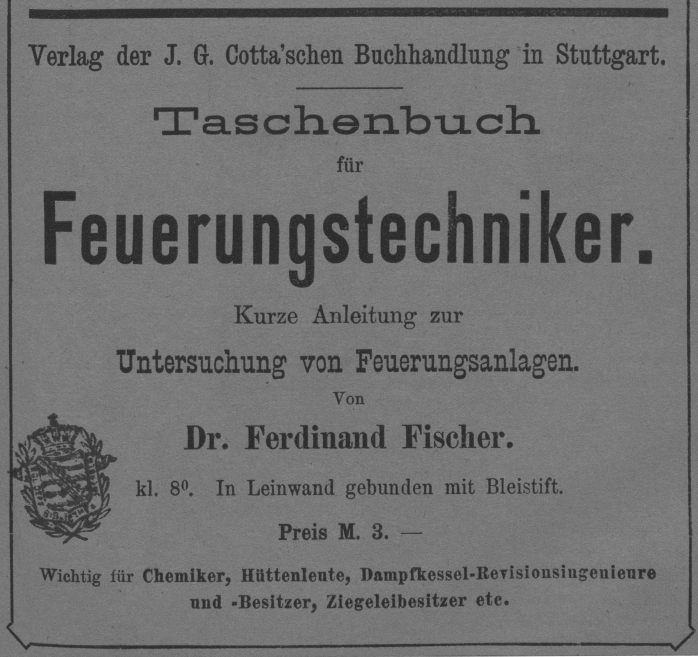 Verlag der J. G. Cotta'schen Buchhandlung in Stuttgart.
Taschenbuch
für
Feuerungstechniker.
Kurze Anleitung zur
Untersuchung von Feuerungsanlagen.
Von
Dr. Ferdinand Fischer.
kl. 8⁰. In Leinwand gebunden mit Bleistift.
Preis M. 3. —
Wichtig für Chemiker, Hüttenleute, Dampfkessel-Revisionsingenieure
und -Besitzer, Ziegeleibesitzer etc.